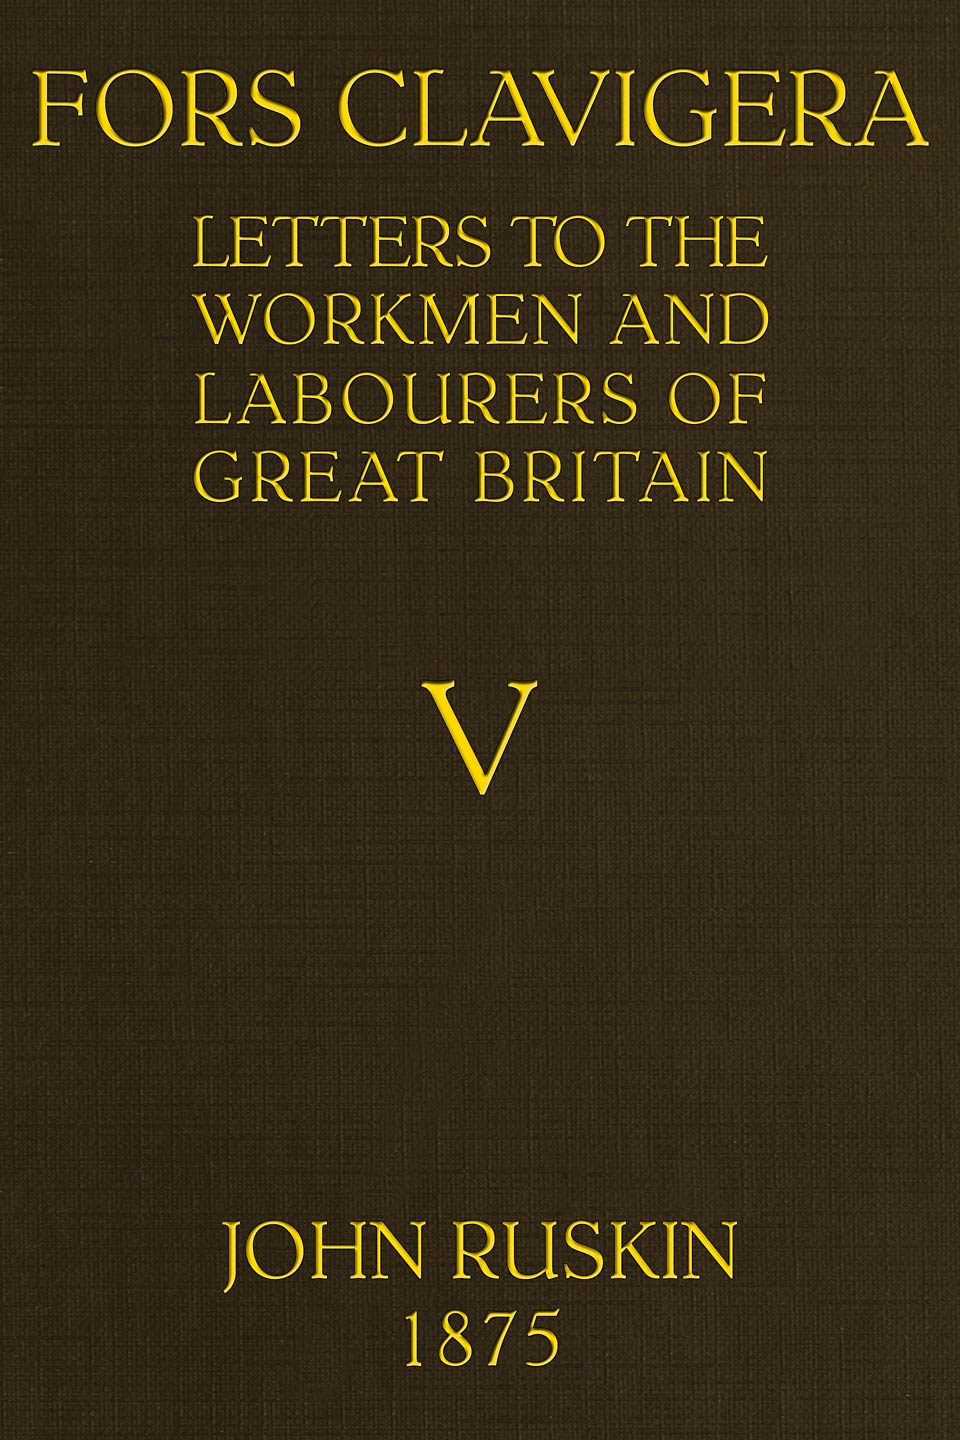 FORS CLAVIGERA
LETTERS TO THE
WORKMEN AND
LABOURERS OF
GREAT BRITAIN
V
JOHN RUSKIN
1875